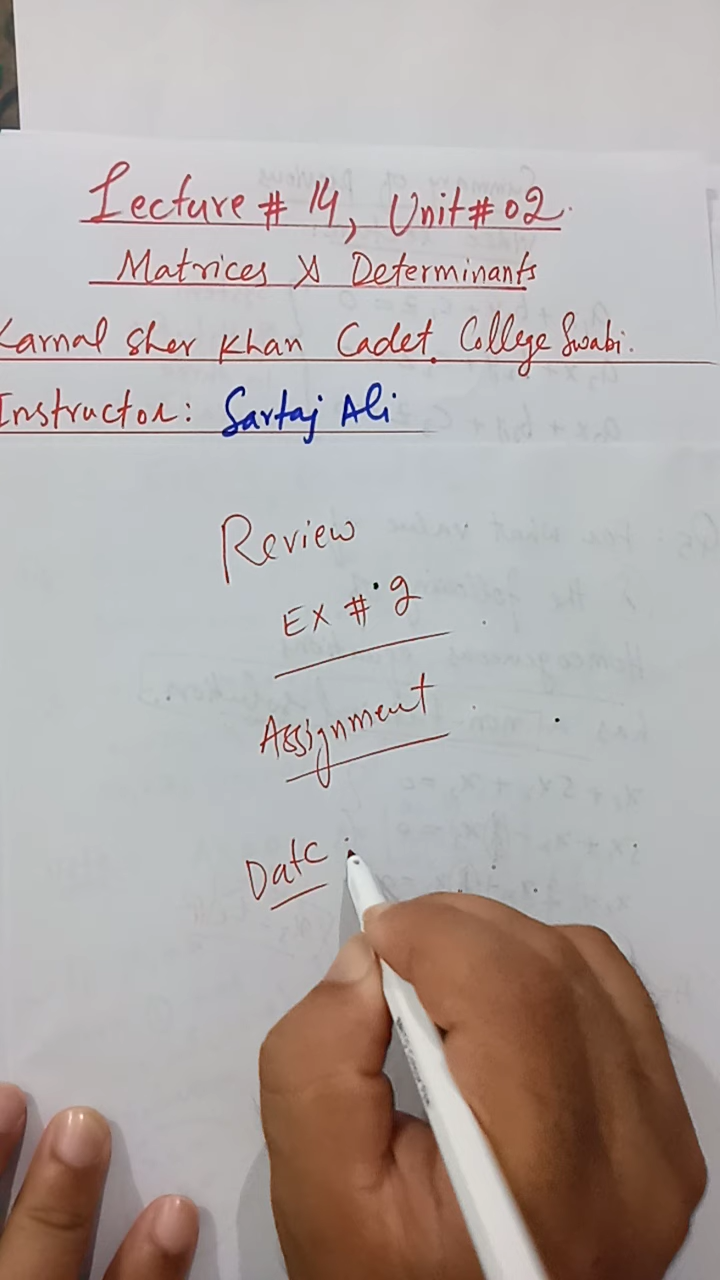 Lecture # 14, Unit # 02.
Matrices & Determinants
Karnal Sher Khan Cadet College Swabi.
Instructor: Sartaj Ali
Review
Ex # 2
Assignment
Date :